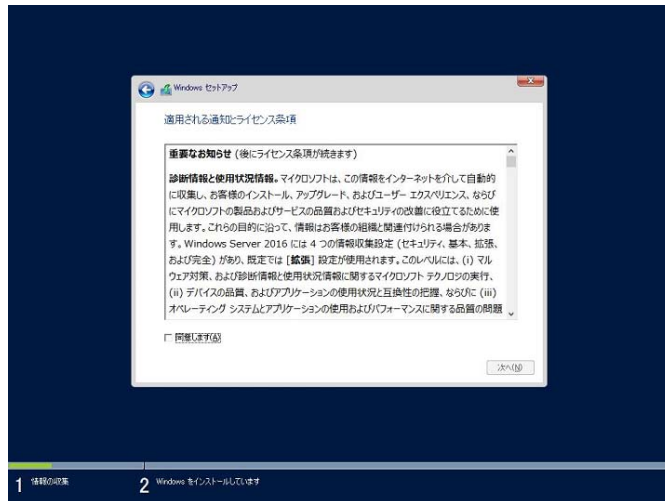 Windows セットアップ
適用される通知とライセンス条項
重要なお知らせ (後にライセンス条項が続きます)
診断情報と使用状況情報。マイクロソフトは、この情報をインターネットを介して自動的
に収集し、お客様のインストール、アップグレード、およびユーザー エクスペリエンス、ならび
にマイクロソフトの製品およびサービスの品質およびセキュリティの改善に役立てるために使
用します。これらの目的に沿って、情報はお客様の組織と関連付けられる場合がありま
す。Windows Server 2016 には 4 つの情報収集設定 (セキュリティ、基本、拡張、
および完全) があり、既定では [拡張] 設定が使用されます。このレベルには、(i) マル
ウェア対策、および診断情報と使用状況情報に関するマイクロソフト テクノロジの実行、
(ii) デバイスの品質、およびアプリケーションの使用状況と互換性の把握、ならびに (iii)
オペレーティング システムとアプリケーションの使用およびパフォーマンスに関する品質の問題
同意します(A)
次へ(N)
1 情報の収集
2 Windows をインストールしています